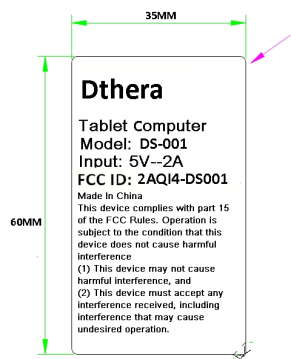 35MM
60MM
Dthera
Tablet Computer
Model: DS-001
Input: 5V--2A
FCC ID: 2AQI4-DS001
Made In China
This device complies with part 15
of the FCC Rules. Operation is
subject to the condition that this
device does not cause harmful
interference
(1) This device may not cause
harmful interference, and
(2) This device must accept any
interference received, including
interference that may cause
undesired operation.